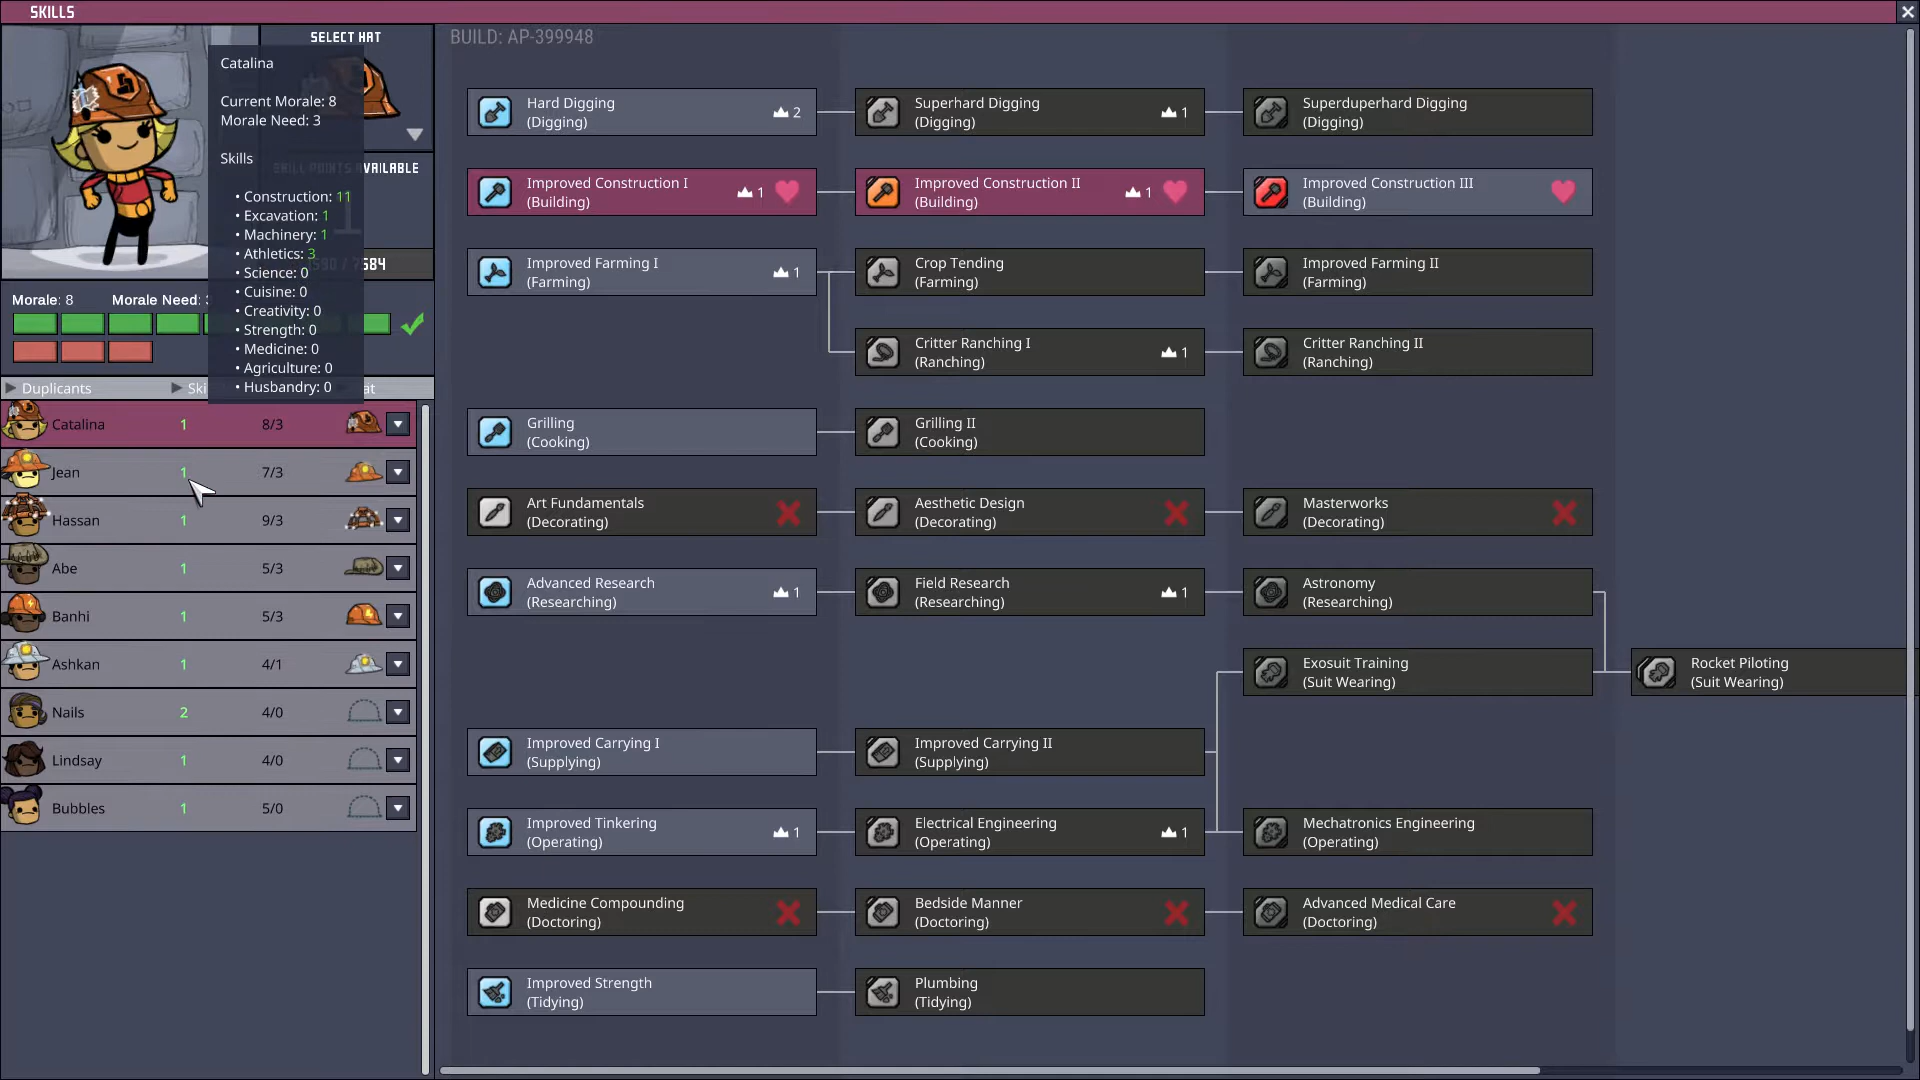 SKILLS
SELECT HAT
BUILD: AP-399948
Catalina
Current Morale: 8
Morale Need: 3
Skills
SKILL POINTS AVAILABLE
• Construction: 11
• Excavation: 1
• Machinery: 1
• Athletics: 3
• Science: 0
• Cuisine: 0
• Creativity: 0
• Strength: 0
• Medicine: 0
• Agriculture: 0
• Husbandry: 0
Morale: 8 Morale Need:
Duplicants
Catalina 1 8/3
Jean 1 7/3
Hassan 1 9/3
Abe 1 5/3
Banhi 1 5/3
Ashkan 1 4/1
Nails 2 4/0
Lindsay 1 4/0
Bubbles 1 5/0
Hard Digging
(Digging)
2
Superhard Digging
(Digging)
1
Superduperhard Digging
(Digging)
Improved Construction I
(Building)
1
Improved Construction II
(Building)
1
Improved Construction III
(Building)
Improved Farming I
(Farming)
1
Crop Tending
(Farming)
Improved Farming II
(Farming)
Critter Ranching I
(Ranching)
1
Critter Ranching II
(Ranching)
Grilling
(Cooking)
Grilling II
(Cooking)
Art Fundamentals
(Decorating)
Aesthetic Design
(Decorating)
Masterworks
(Decorating)
Advanced Research
(Researching)
1
Field Research
(Researching)
1
Astronomy
(Researching)
Exosuit Training
(Suit Wearing)
Rocket Piloting
(Suit Wearing)
Improved Carrying I
(Supplying)
Improved Carrying II
(Supplying)
Improved Tinkering
(Operating)
1
Electrical Engineering
(Operating)
1
Mechatronics Engineering
(Operating)
Medicine Compounding
(Doctoring)
Bedside Manner
(Doctoring)
Advanced Medical Care
(Doctoring)
Improved Strength
(Tidying)
Plumbing
(Tidying)